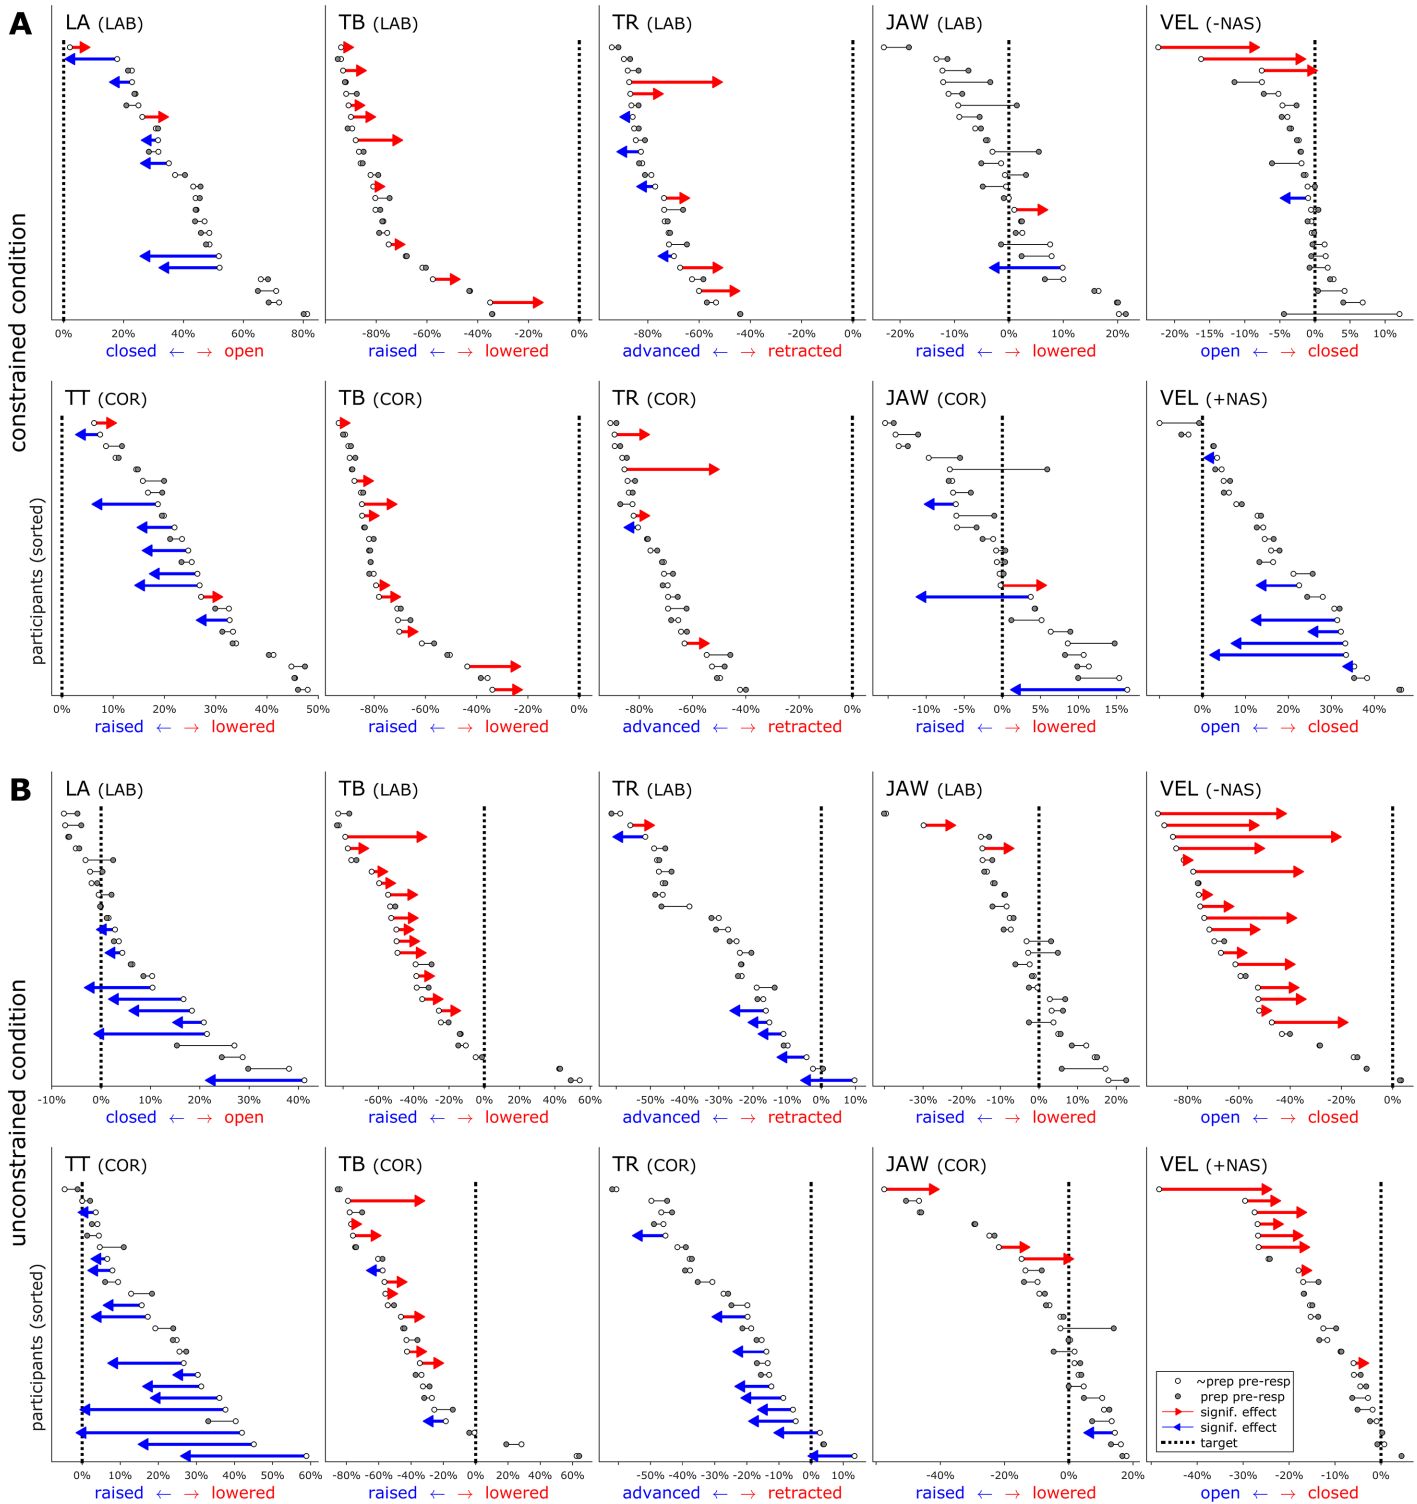 A
constrained condition
LA (LAB)
0% 20% 40% 60% 80%
closed ← → open
TB (LAB)
-80% -60% -40% -20% 0%
raised ← → lowered
TR (LAB)
-80% -60% -40% -20% 0%
advanced ← → retracted
JAW (LAB)
-20% -10% 0% 10% 20%
raised ← → lowered
VEL (-NAS)
-20% -15% -10% -5% 0% 5% 10%
open ← → closed
participants (sorted)
TT (COR)
0% 10% 20% 30% 40% 50%
raised ← → lowered
TB (COR)
-80% -60% -40% -20% 0%
raised ← → lowered
TR (COR)
-80% -60% -40% -20% 0%
advanced ← → retracted
JAW (COR)
-10% -5% 0% 5% 10% 15%
raised ← → lowered
VEL (+NAS)
0% 10% 20% 30% 40%
open ← → closed
B
unconstrained condition
LA (LAB)
-10% 0% 10% 20% 30% 40%
closed ← → open
TB (LAB)
-60% -40% -20% 0% 20% 40% 60%
raised ← → lowered
TR (LAB)
-50% -40% -30% -20% -10% 0% 10%
advanced ← → retracted
JAW (LAB)
-30% -20% -10% 0% 10% 20%
raised ← → lowered
VEL (-NAS)
-80% -60% -40% -20% 0%
open ← → closed
participants (sorted)
TT (COR)
0% 10% 20% 30% 40% 50% 60%
raised ← → lowered
TB (COR)
-80% -60% -40% -20% 0% 20% 40% 60%
raised ← → lowered
TR (COR)
-50% -40% -30% -20% -10% 0% 10%
advanced ← → retracted
JAW (COR)
-40% -20% 0% 20%
raised ← → lowered
VEL (+NAS)
-60% -50% -40% -30% -20% -10% 0%
open ← → closed
~prep pre-resp
prep pre-resp
signif. effect
signif. effect
target